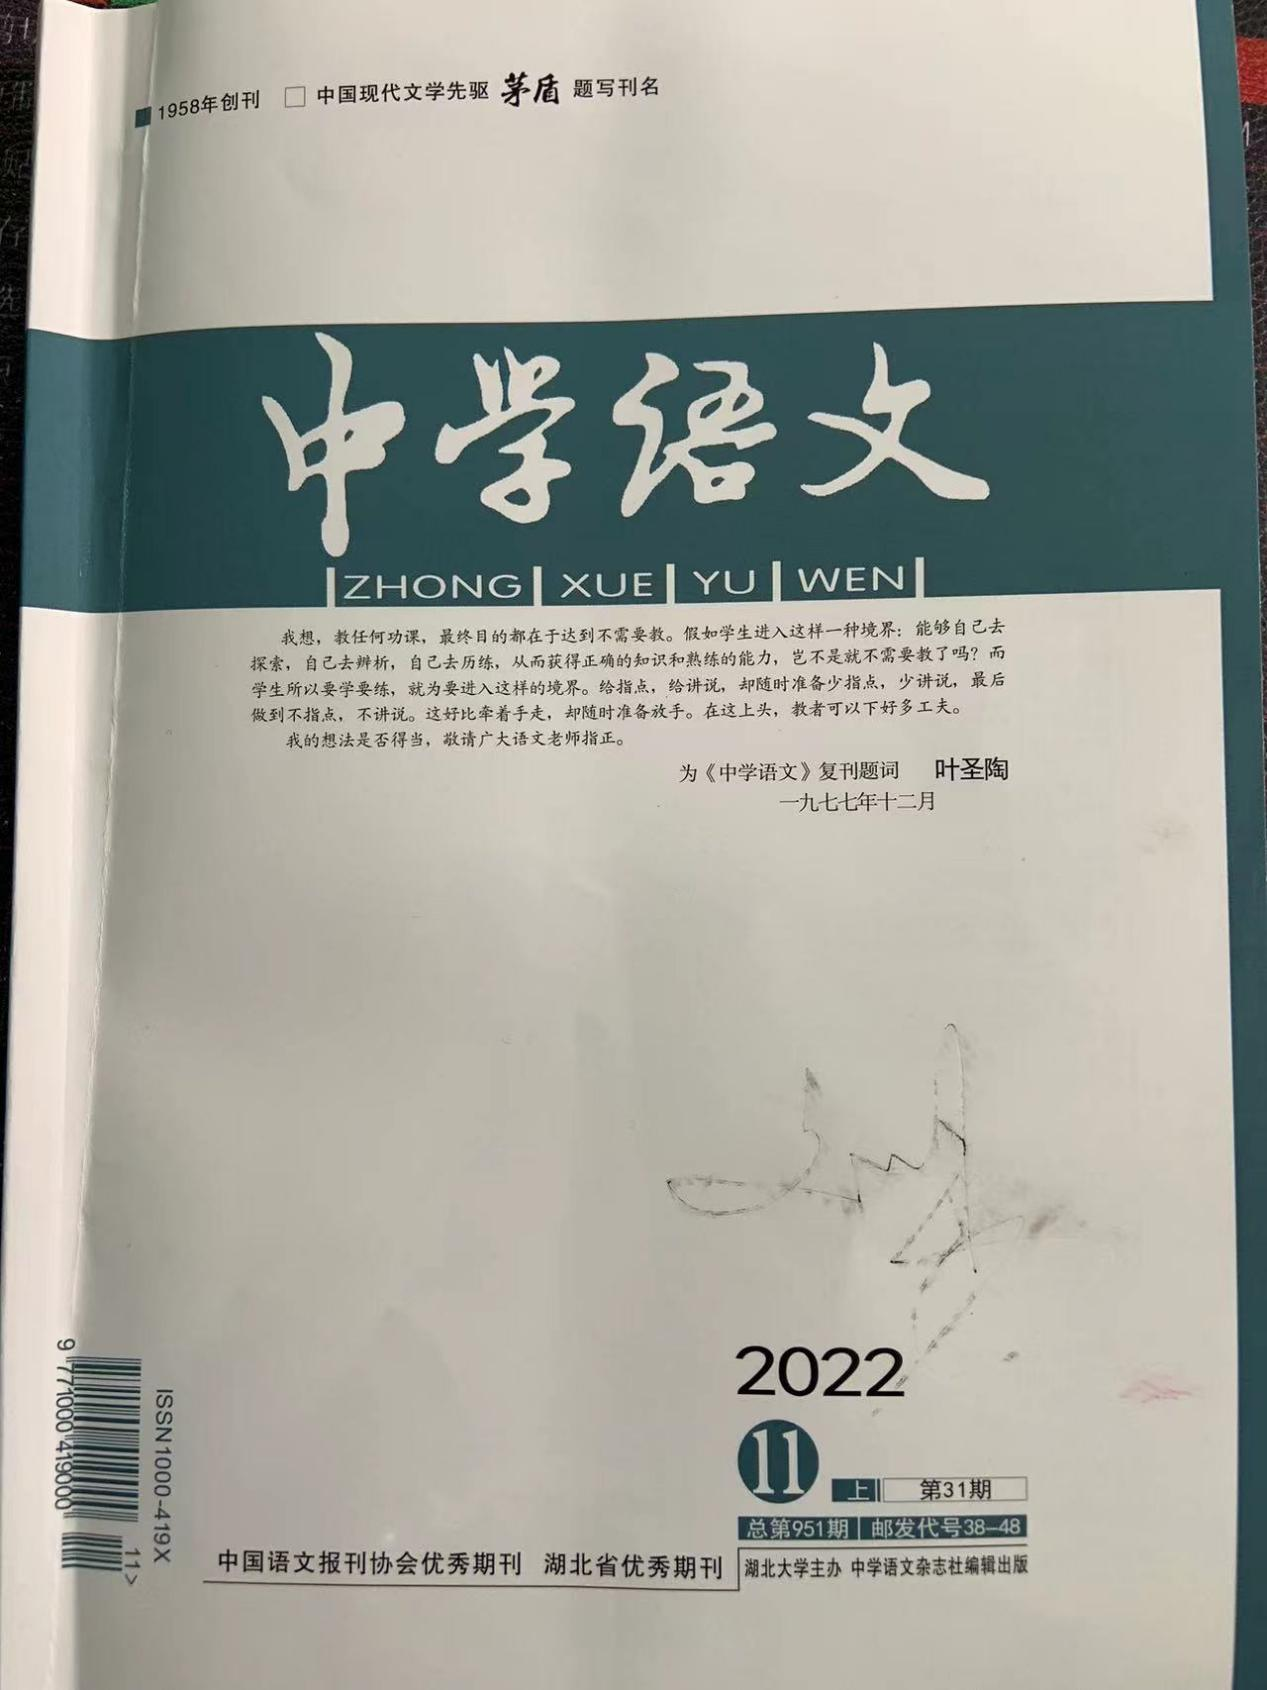 1958年创刊 □ 中国现代文学先驱 茅盾 题写刊名
中学语文
ZHONG XUE YU WEN
我想，教任何功课，最终目的都在于达到不需要教。假如学生进入这样一种境界：能够自己去
探索，自己去辨析，自己去历练，从而获得正确的知识和熟练的能力，岂不是就不需要教了吗？而
学生所以要学要练，就为要进入这样的境界。给指点，给讲说，却随时准备少指点，少讲说，最后
做到不指点，不讲说。这好比牵着手走，却随时准备放手。在这上头，教者可以下好多工夫。
我的想法是否得当，敬请广大语文老师指正。
为《中学语文》复刊题词 叶圣陶
一九七七年十二月
2022
11 上 第31期
总第951期 邮发代号38-48
中国语文报刊协会优秀期刊 湖北省优秀期刊 湖北大学主办 中学语文杂志社编辑出版
ISSN1000-419X
9 771000 419000
11>